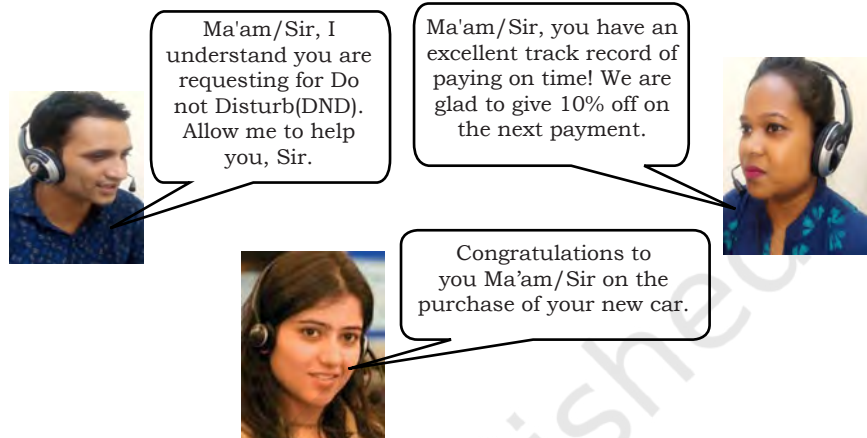 Ma'am/Sir, I
understand you are
requesting for Do
not Disturb(DND).
Allow me to help
you, Sir.
Ma'am/Sir, you have an
excellent track record of
paying on time! We are
glad to give 10% off on
the next payment.
Congratulations to
you Ma’am/Sir on the
purchase of your new car.